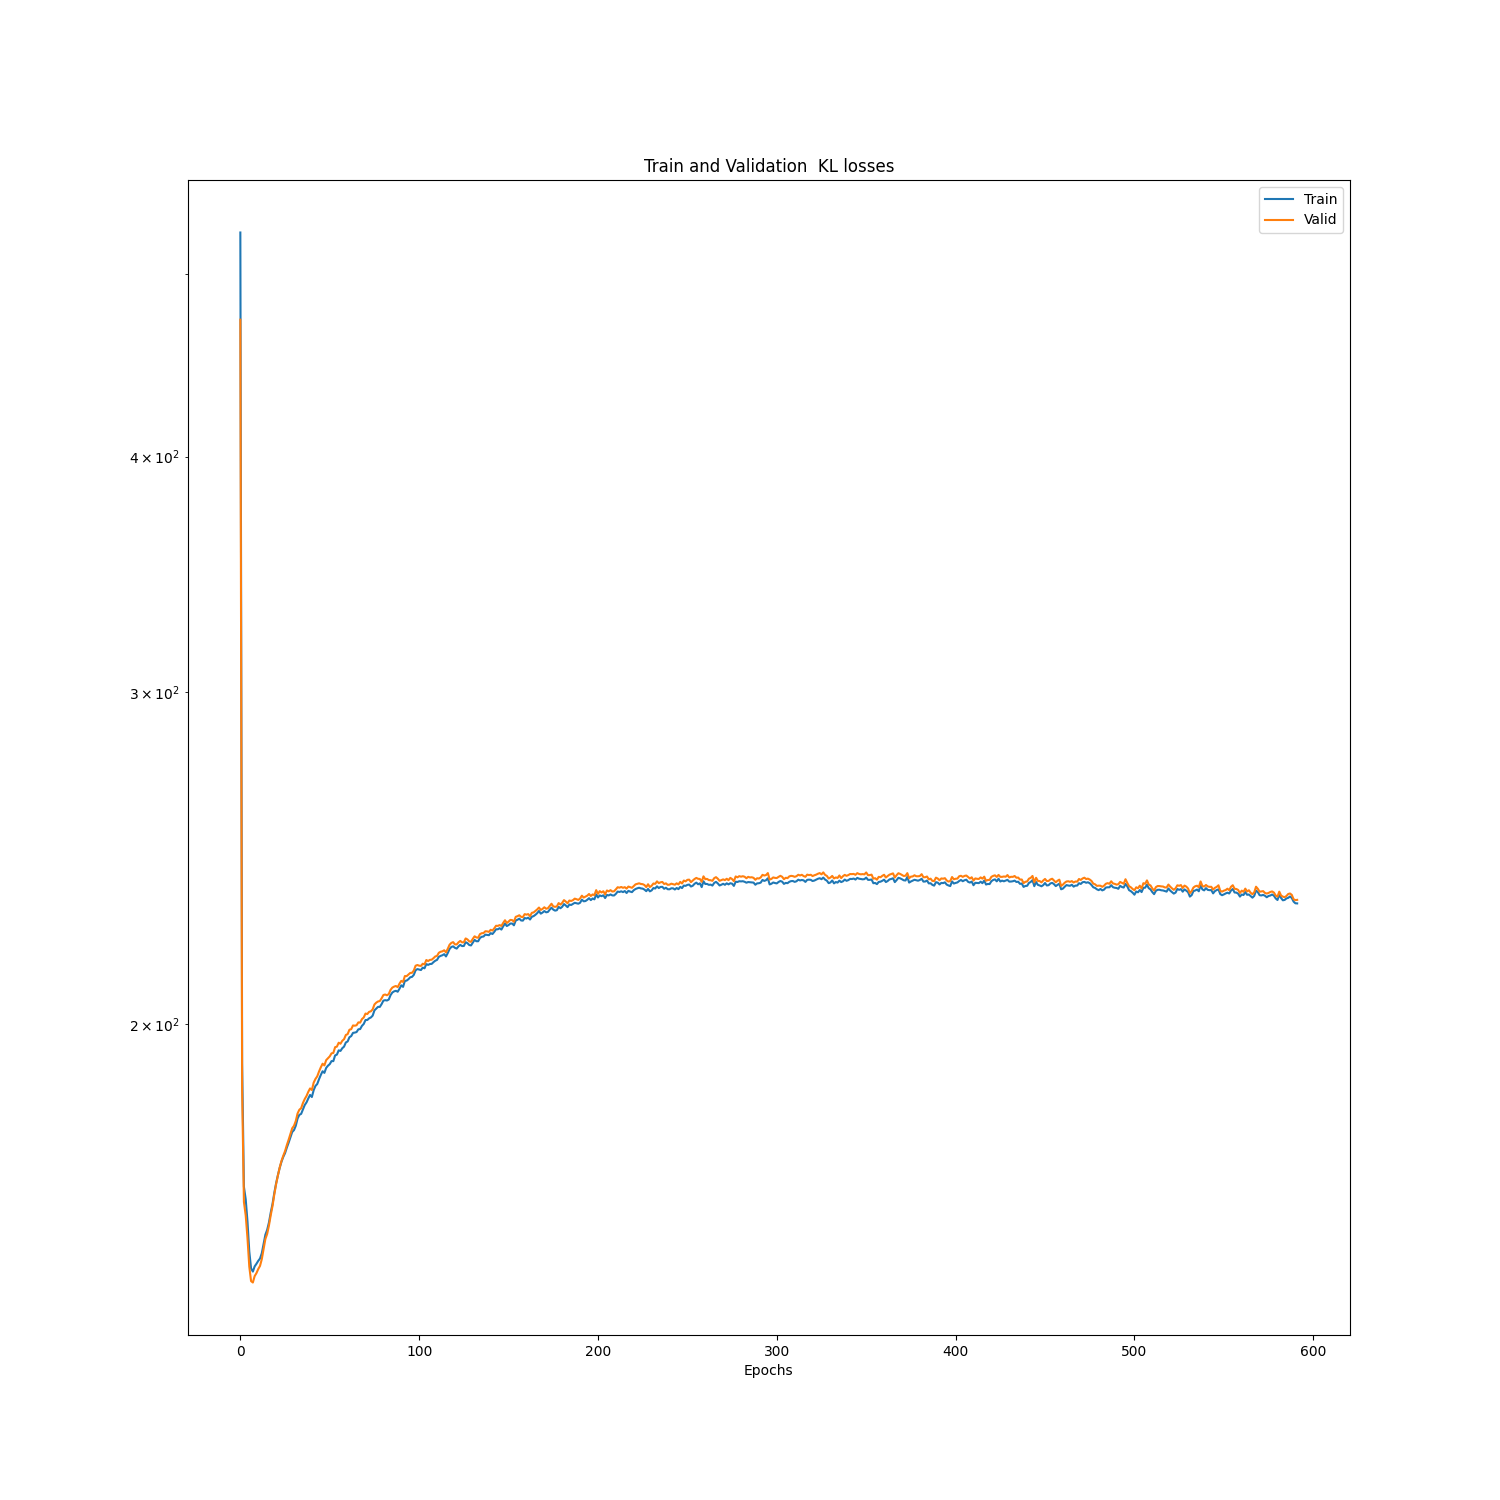 Train and Validation  KL losses
Train
Valid
4 × 10²
3 × 10²
2 × 10²
0 100 200 300 400 500 600
Epochs